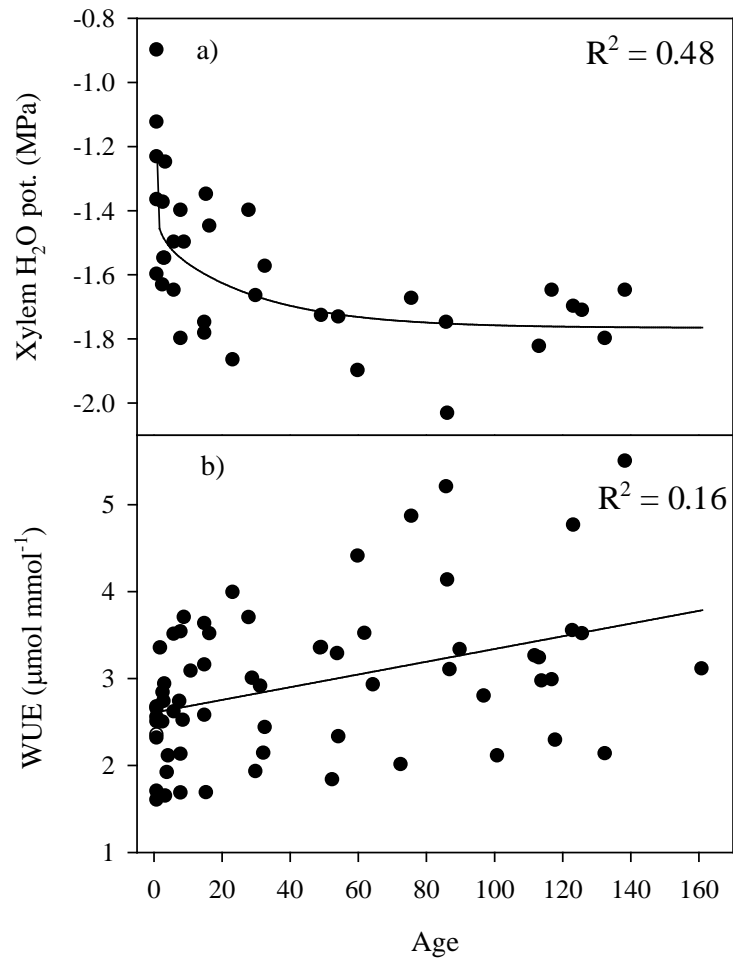 -0.8
a)
R² = 0.48
-1.0
-1.2
-1.4
-1.6
-1.8
-2.0
Xylem H₂O pot. (MPa)
b)
R² = 0.16
5
4
3
2
1
WUE (μmol mmol⁻¹)
0 20 40 60 80 100 120 140 160
Age